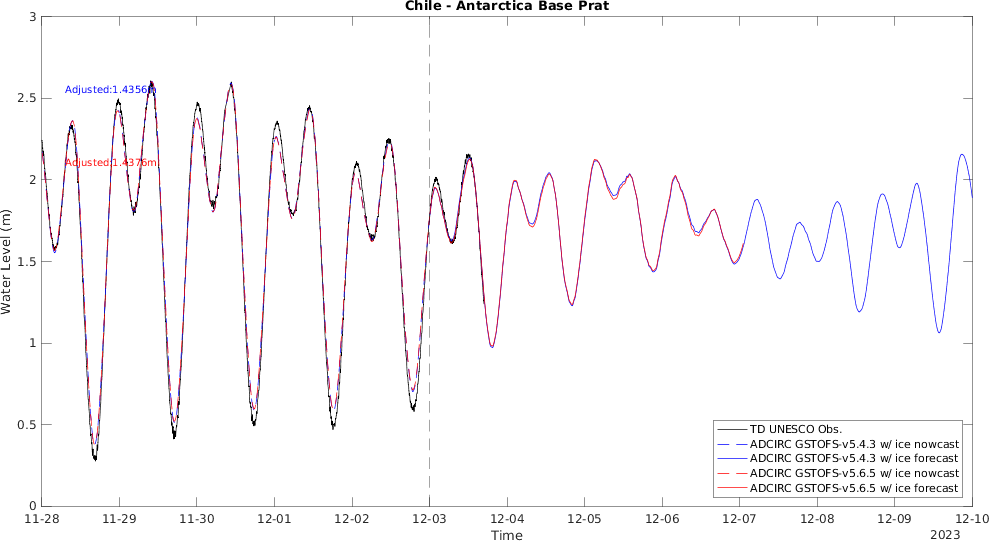 Chile - Antarctica Base Prat
3
2.5
2
1.5
1
0.5
0
Water Level (m)
Adjusted:1.4356m
Adjusted:1.4376m
TD UNESCO Obs.
ADCIRC GSTOFS-v5.4.3 w/ ice nowcast
ADCIRC GSTOFS-v5.4.3 w/ ice forecast
ADCIRC GSTOFS-v5.6.5 w/ ice nowcast
ADCIRC GSTOFS-v5.6.5 w/ ice forecast
11-28 11-29 11-30 12-01 12-02 12-03 12-04 12-05 12-06 12-07 12-08 12-09 12-10
Time
2023